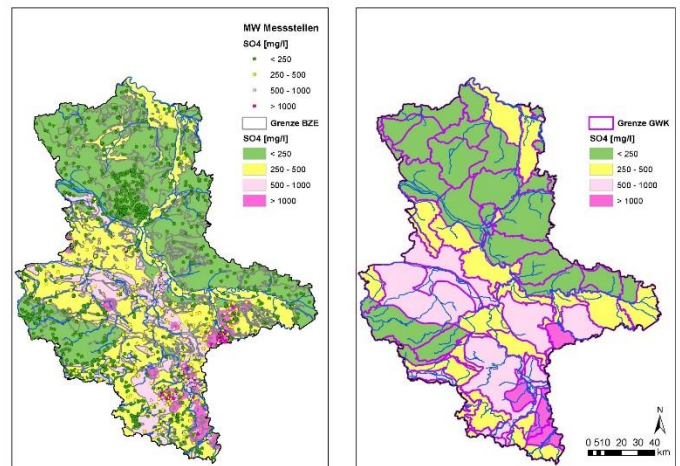 MW Messstellen
SO4 [mg/l]
< 250
250 - 500
500 - 1000
> 1000
Grenze BZE
SO4 [mg/l]
< 250
250 - 500
500 - 1000
> 1000
Grenze GWK
SO4 [mg/l]
< 250
250 - 500
500 - 1000
> 1000
N
0 5 10 20 30 40
km